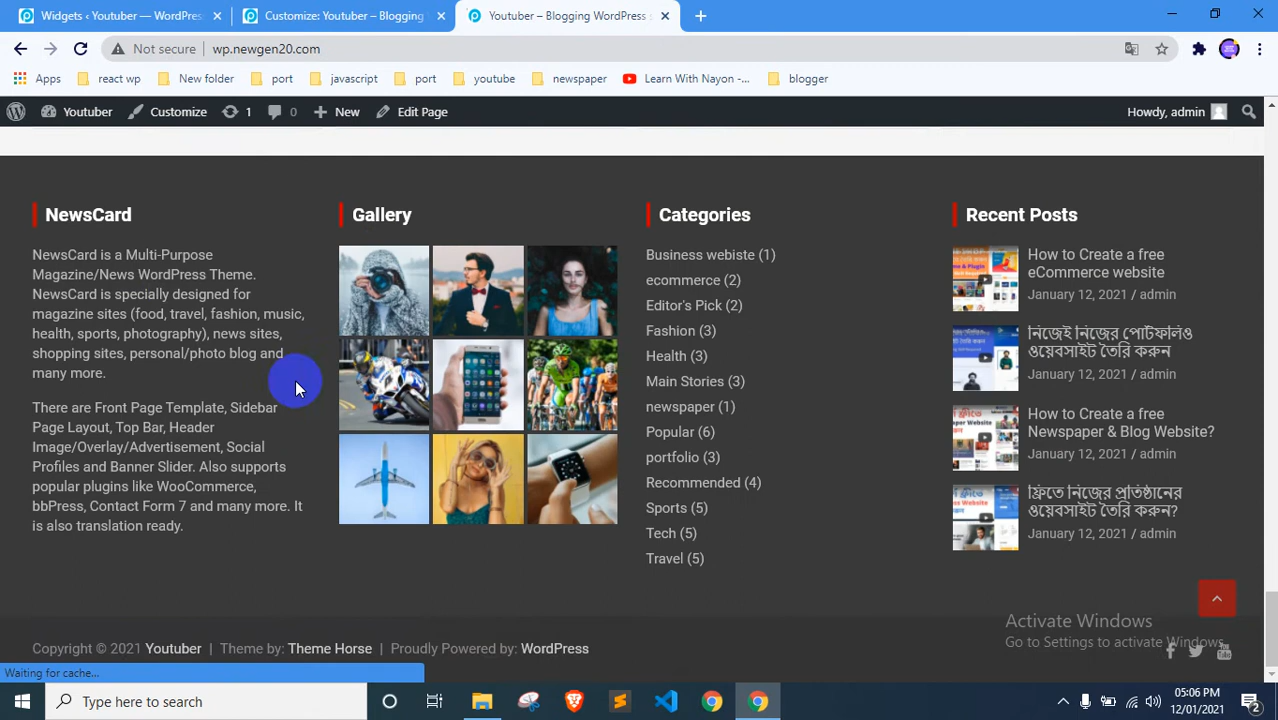 Widgets ‹ Youtuber — WordPres
Customize: Youtuber – Blogging
Youtuber – Blogging WordPress s
Not secure
wp.newgen20.com
Apps
react wp
New folder
port
javascript
port
youtube
newspaper
Learn With Nayon -...
blogger
Youtuber
Customize
1
0
New
Edit Page
Howdy, admin
NewsCard
NewsCard is a Multi-Purpose
Magazine/News WordPress Theme.
NewsCard is specially designed for
magazine sites (food, travel, fashion, music,
health, sports, photography), news sites,
shopping sites, personal/photo blog and
many more.
There are Front Page Template, Sidebar
Page Layout, Top Bar, Header
Image/Overlay/Advertisement, Social
Profiles and Banner Slider. Also supports
popular plugins like WooCommerce,
bbPress, Contact Form 7 and many more. It
is also translation ready.
Gallery
Categories
Business webiste (1)
ecommerce (2)
Editor's Pick (2)
Fashion (3)
Health (3)
Main Stories (3)
newspaper (1)
Popular (6)
portfolio (3)
Recommended (4)
Sports (5)
Tech (5)
Travel (5)
Recent Posts
How to Create a free
eCommerce website
January 12, 2021 / admin
নিজেই নিজের পোর্টফলিও
ওয়েবসাইট তৈরি করুন
January 12, 2021 / admin
How to Create a free
Newspaper & Blog Website?
January 12, 2021 / admin
ফ্রিতে নিজের প্রতিষ্ঠানের
ওয়েবসাইট তৈরি করুন?
January 12, 2021 / admin
Activate Windows
Go to Settings to activate Windows.
Copyright © 2021 Youtuber | Theme by: Theme Horse | Proudly Powered by: WordPress
Waiting for cache...
Type here to search
05:06 PM
12/01/2021
2